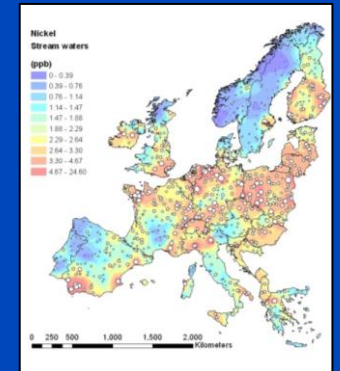 Nickel
Stream waters
(ppb)
0 - 0.39
0.39 - 0.76
0.76 - 1.14
1.14 - 1.47
1.47 - 1.88
1.88 - 2.29
2.29 - 2.64
2.64 - 3.30
3.30 - 4.67
4.67 - 24.60
0 250 500 1,000 1,500 2,000
Kilometers